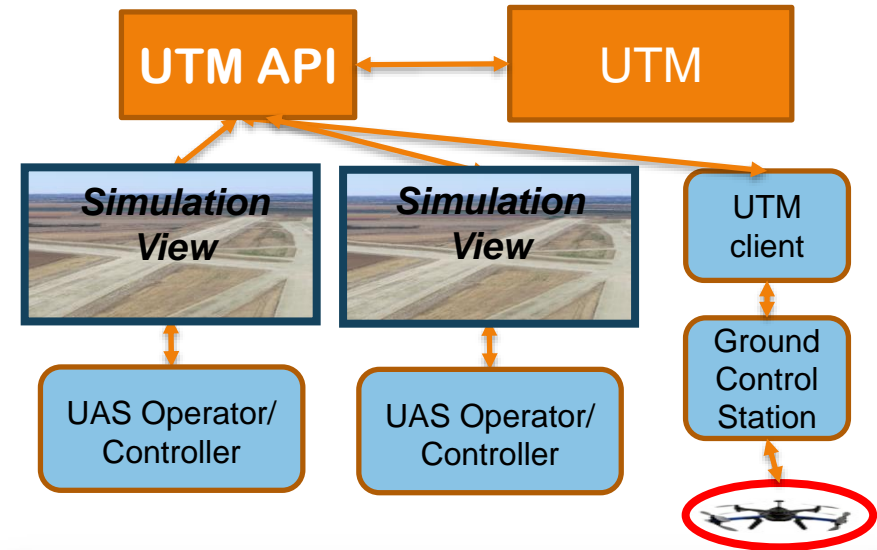 UTM API
UTM
Simulation
View
Simulation
View
UTM
client
UAS Operator/
Controller
UAS Operator/
Controller
Ground
Control
Station